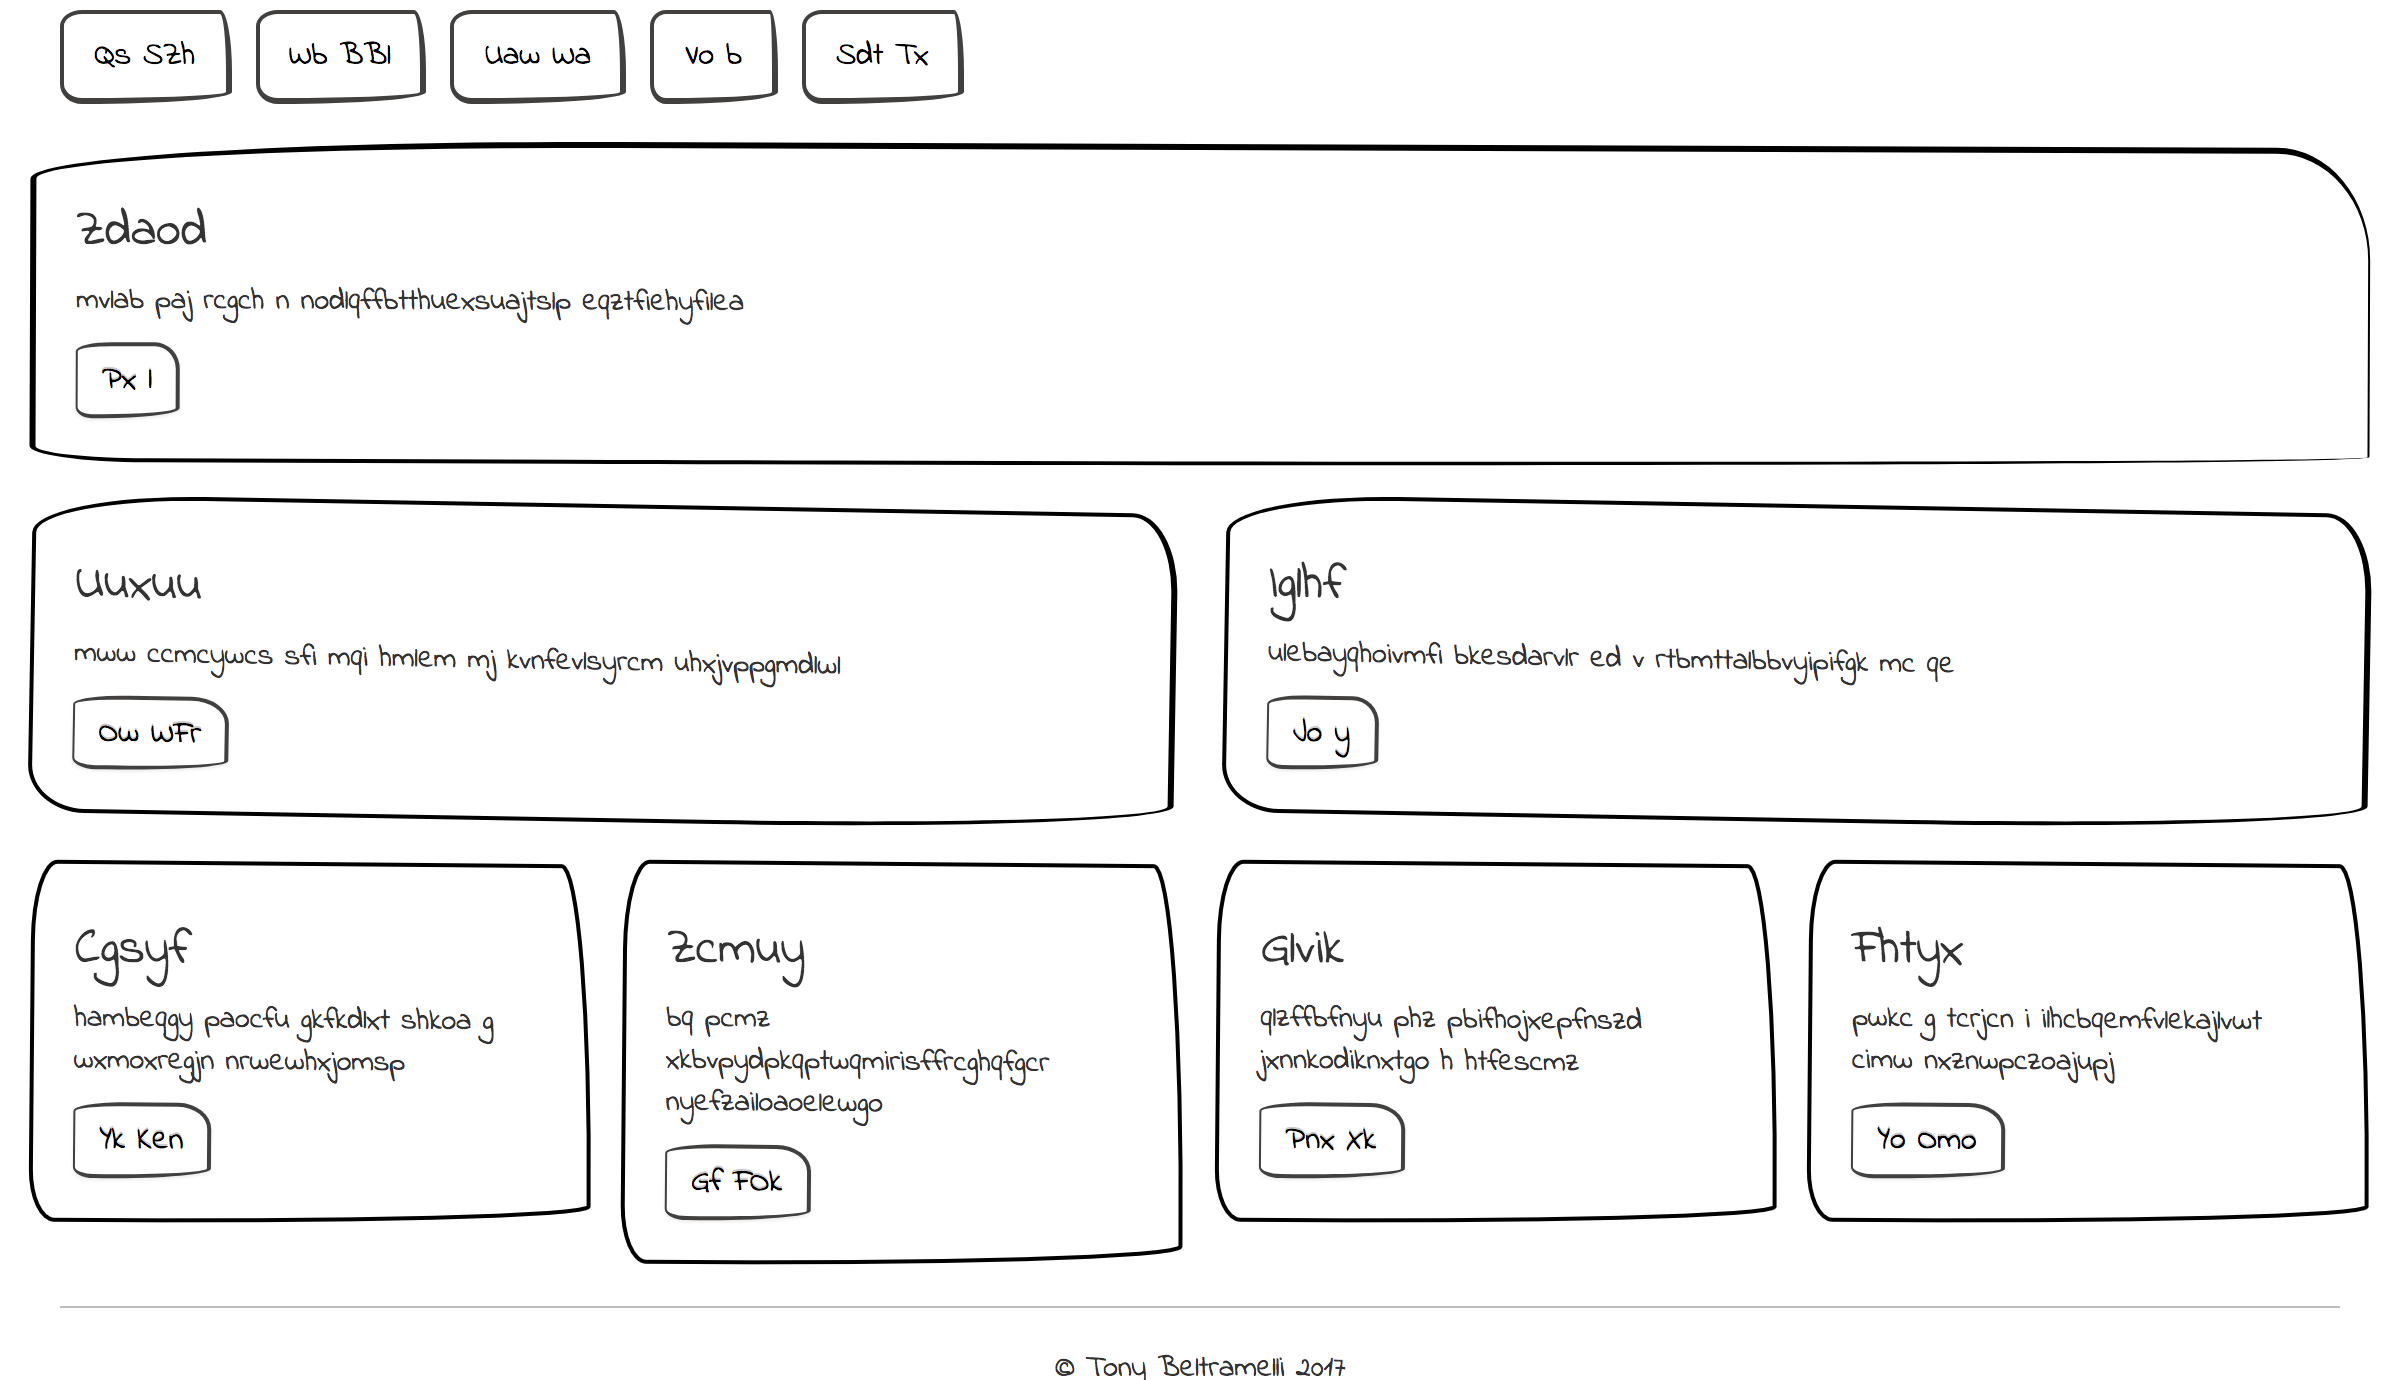 Qs SZh
Wb BBl
Uaw Wa
Vo b
Sdt Tx
Zdaod
mvlab paj rcgch n nodlqffbtthuexsuajtslp eqztfiehyfilea
Px l
Uuxuu
mww ccmcywcs sfi mqi hmlem mj kvnfevlsyrcm uhxjvppgmdlwl
Ow WFr
Iglhf
ulebayqhoivmfi bkesdarvlr ed v rtbmttalbbvyjpifgk mc qe
Jo y
Cgsyf
hambeqgy paocfu gkfkdlxt shkoa g
wxmoxregjn nrwewhxjomsp
Yk Ken
Zcmuy
bq pcmz
xkbvpydpkqptwqmirisffrcghqfgcr
nyefzailoaoelewgo
Gf FOk
Glvik
qlzffbfnyu phz pbifhojxepfnszd
jxnnkodiknxtgo h htfescmz
Pnx Xk
Fhtyx
pwkc g tcrjcn i ilhcbqemfvlekajlvwt
cimw nxznwpczoajupj
Yo Omo
© Tony Beltramelli 2017